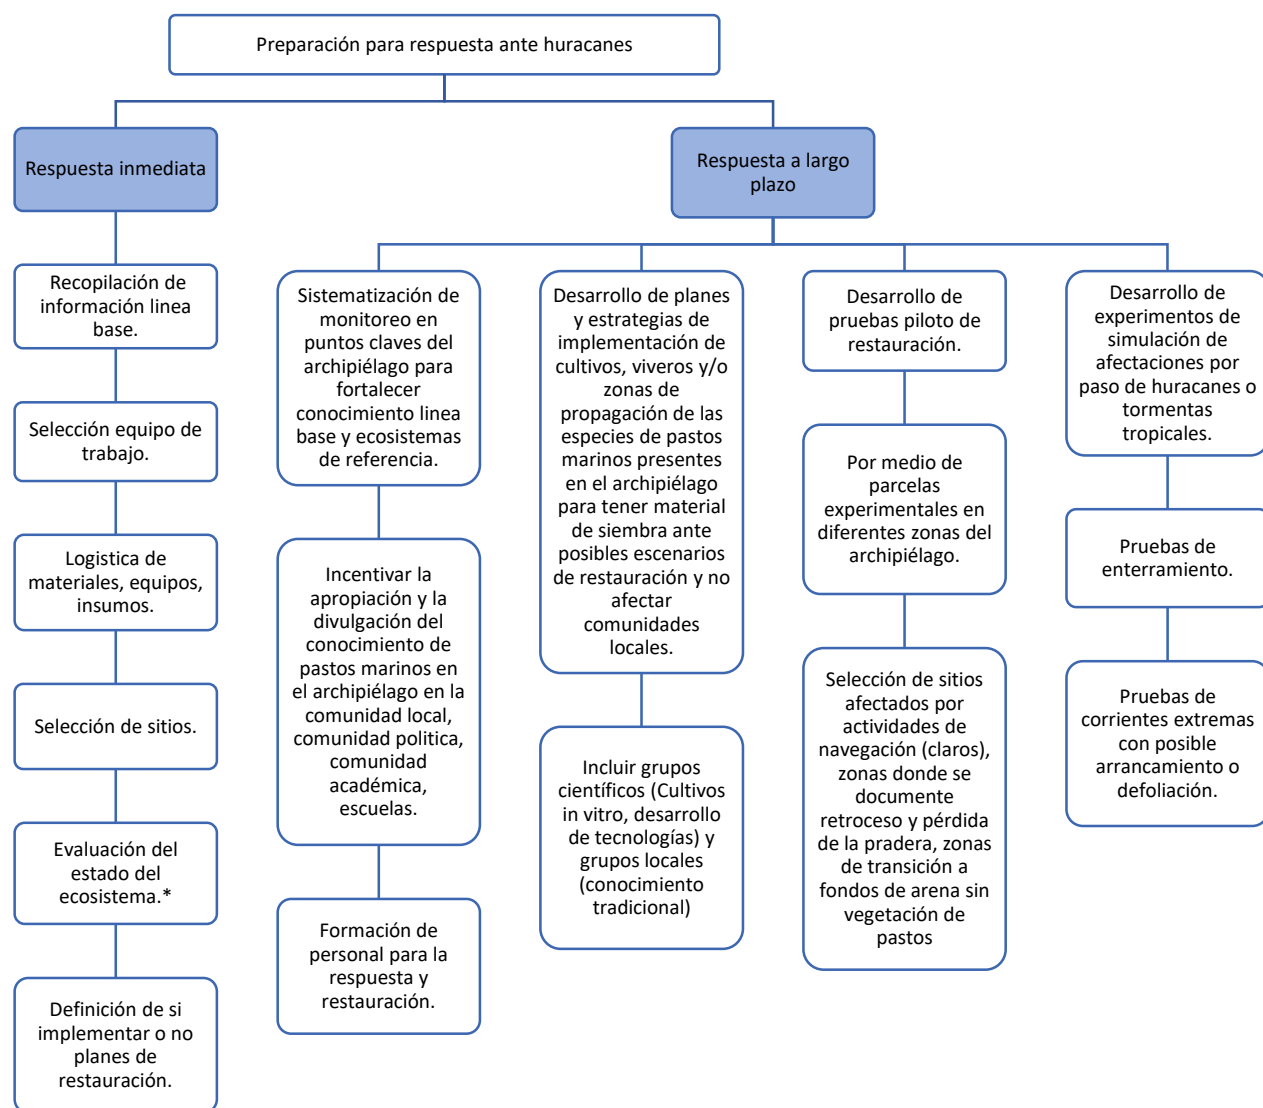 Preparación para respuesta ante huracanes
Respuesta inmediata
Respuesta a largo
plazo
Recopilación de
información linea
base.
Selección equipo de
trabajo.
Logistica de
materiales, equipos,
insumos.
Selección de sitios.
Evaluación del
estado del
ecosistema.*
Definición de si
implementar o no
planes de
restauración.
Sistematización de
monitoreo en
puntos claves del
archipiélago para
fortalecer
conocimiento linea
base y ecosistemas
de referencia.
Incentivar la
apropiación y la
divulgación del
conocimiento de
pastos marinos en
el archipiélago en la
comunidad local,
comunidad politica,
comunidad
académica,
escuelas.
Formación de
personal para la
respuesta y
restauración.
Desarrollo de planes
y estrategias de
implementación de
cultivos, viveros y/o
zonas de
propagación de las
especies de pastos
marinos presentes
en el archipiélago
para tener material
de siembra ante
posibles escenarios
de restauración y no
afectar
comunidades
locales.
Incluir grupos
científicos (Cultivos
in vitro, desarrollo
de tecnologías) y
grupos locales
(conocimiento
tradicional)
Desarrollo de
pruebas piloto de
restauración.
Por medio de
parcelas
experimentales en
diferentes zonas del
archipiélago.
Selección de sitios
afectados por
actividades de
navegación (claros),
zonas donde se
documente
retroceso y pérdida
de la pradera, zonas
de transición a
fondos de arena sin
vegetación de
pastos
Desarrollo de
experimentos de
simulación de
afectaciones por
paso de huracanes o
tormentas
tropicales.
Pruebas de
enterramiento.
Pruebas de
corrientes extremas
con posible
arrancamiento o
defoliación.